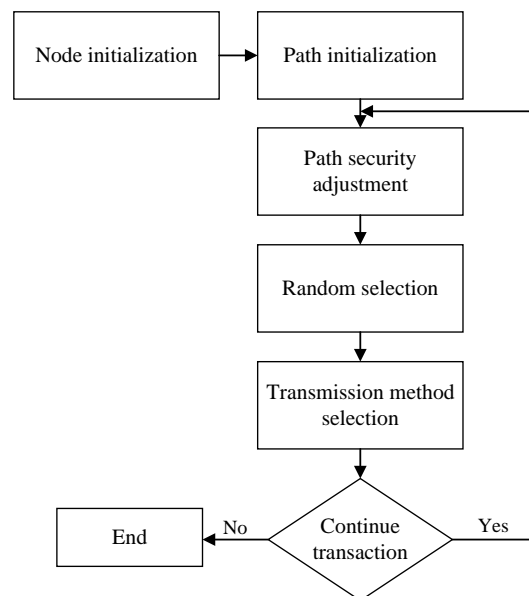 Node initialization
Path initialization
Path security
adjustment
Random selection
Transmission method
selection
Continue
transaction
No
End
Yes